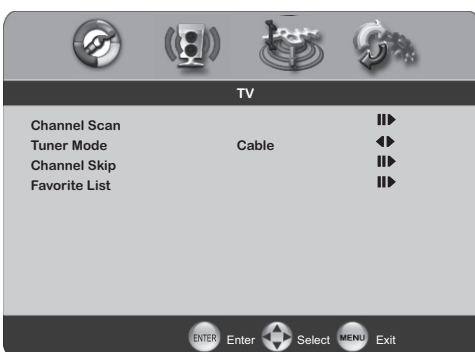 TV
Channel Scan
Tuner Mode Cable
Channel Skip
Favorite List
ENTER Enter Select MENU Exit